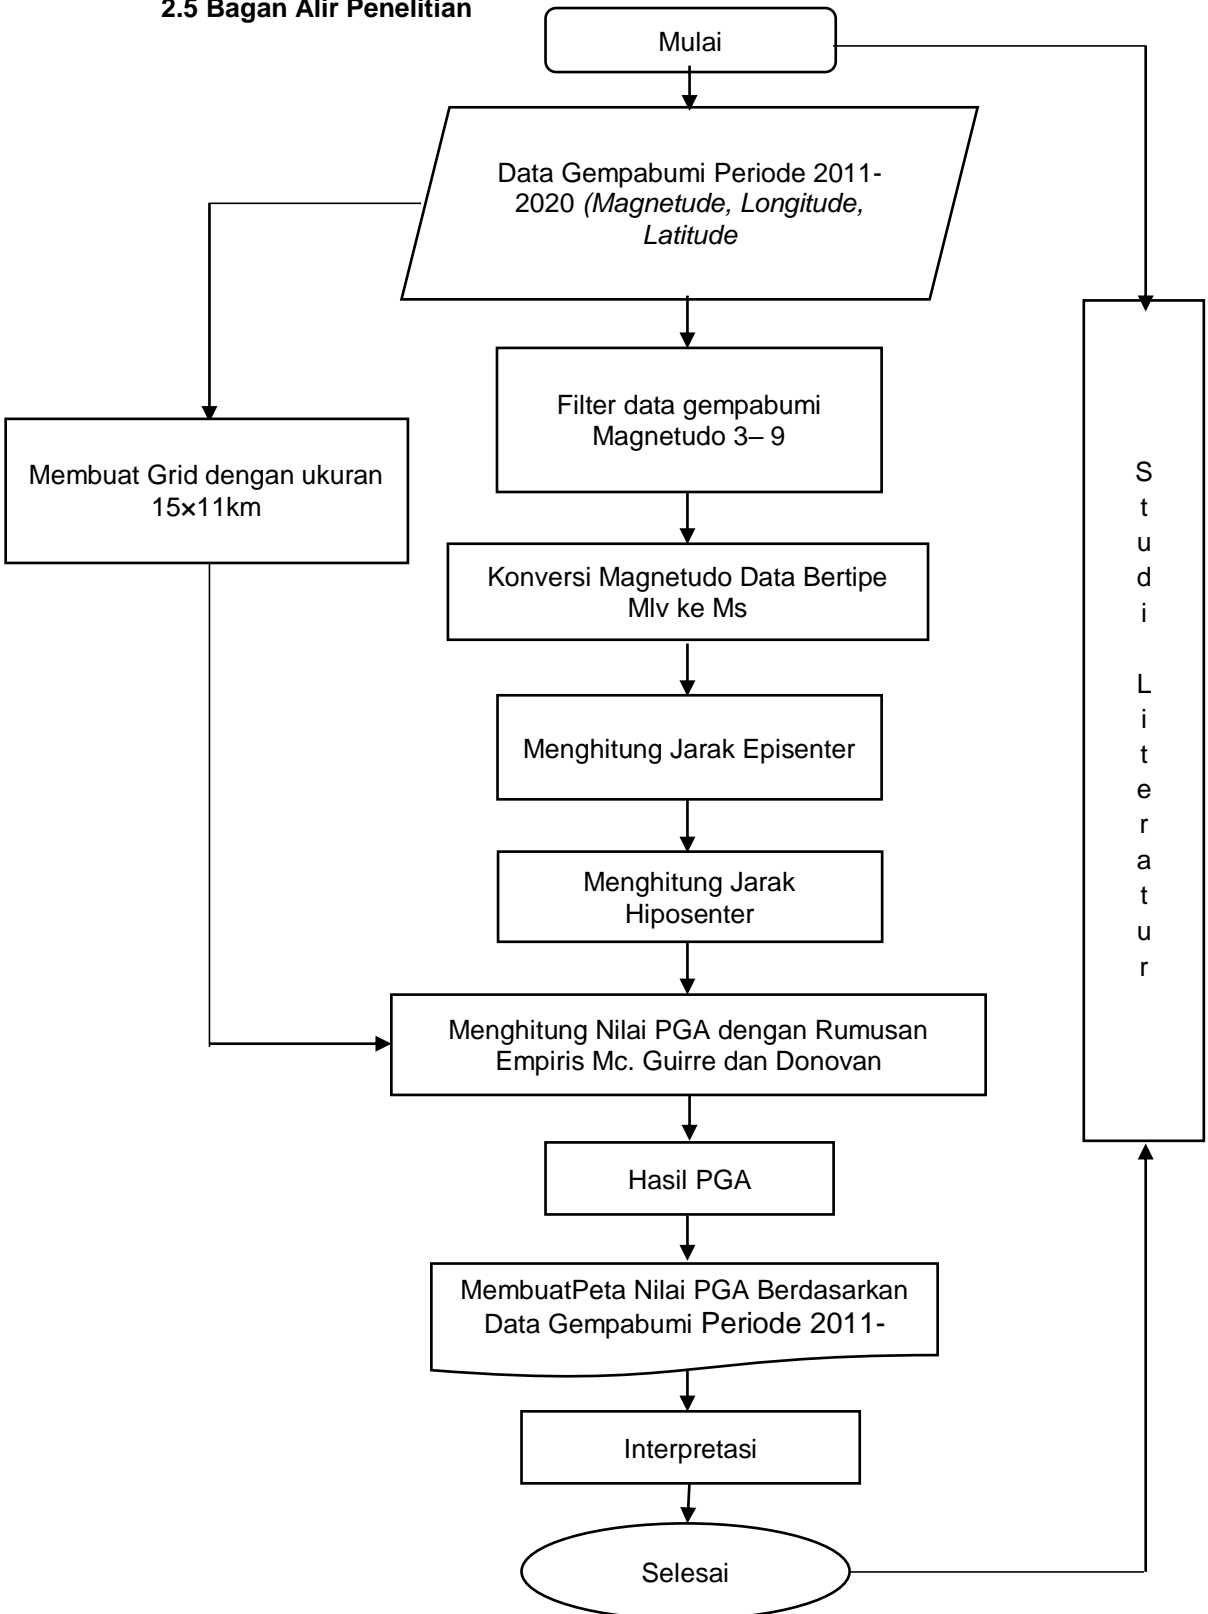 2.5 Bagan Alir Penelitian
Mulai
Data Gempabumi Periode 2011-
2020 (Magnetude, Longitude,
Latitude
Filter data gempabumi
Magnetudo 3– 9
Membuat Grid dengan ukuran
15×11km
Konversi Magnetudo Data Bertipe
Mlv ke Ms
Menghitung Jarak Episenter
Menghitung Jarak
Hiposenter
Menghitung Nilai PGA dengan Rumusan
Empiris Mc. Guirre dan Donovan
Hasil PGA
MembuatPeta Nilai PGA Berdasarkan
Data Gempabumi Periode 2011-
Interpretasi
Selesai
S
t
u
d
i
L
i
t
e
r
a
t
u
r